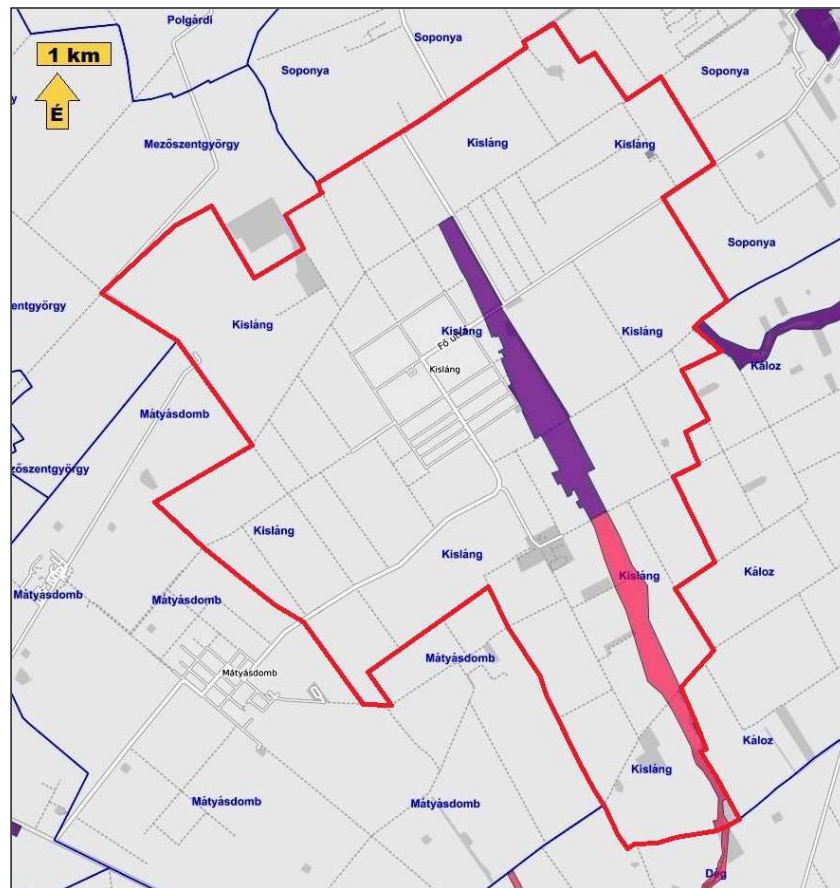 Polgárdi
1 km
Soponya
Soponya
Soponya
É
Mezőszentgyörgy
Kisláng
Kisláng
Soponya
entgyörgy
Kisláng
Kisláng
Kisláng
Fő u
Kisláng
Káloz
Mátyásdomb
zőszentgyörgy
Kisláng
Kisláng
Kisláng
Káloz
Mátyásdomb
Mátyásdomb
Mátyásdomb
Mátyásdomb
Káloz
Kisláng
Mátyásdomb
Mátyásdomb
Dég